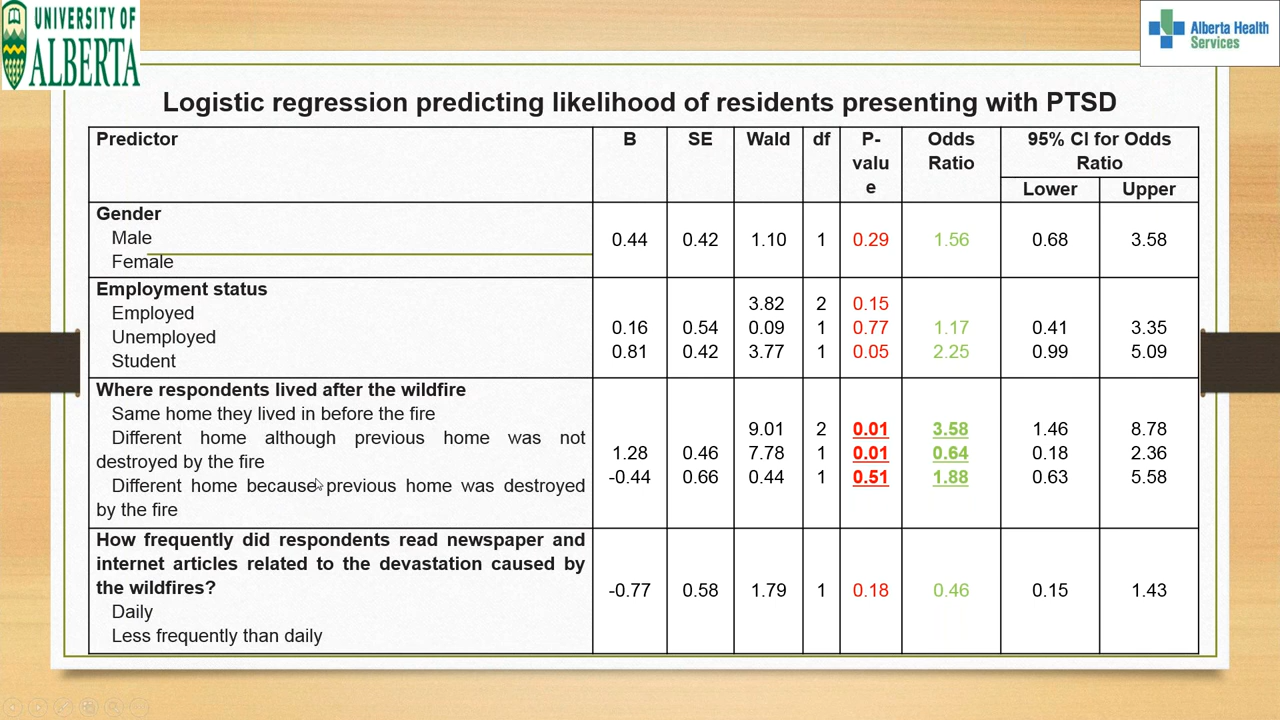 UNIVERSITY OF
ALBERTA
Alberta Health
Services
Logistic regression predicting likelihood of residents presenting with PTSD
Predictor B SE Wald df P- Odds 95% CI for Odds
valu Ratio Ratio
e Lower Upper
Gender
Male 0.44 0.42 1.10 1 0.29 1.56 0.68 3.58
Female
Employment status
Employed 3.82 2 0.15
Unemployed 0.16 0.54 0.09 1 0.77 1.17 0.41 3.35
Student 0.81 0.42 3.77 1 0.05 2.25 0.99 5.09
Where respondents lived after the wildfire
Same home they lived in before the fire
Different home although previous home was not 9.01 2 0.01 3.58 1.46 8.78
destroyed by the fire 1.28 0.46 7.78 1 0.01 0.64 0.18 2.36
Different home because previous home was destroyed -0.44 0.66 0.44 1 0.51 1.88 0.63 5.58
by the fire
How frequently did respondents read newspaper and
internet articles related to the devastation caused by
the wildfires? -0.77 0.58 1.79 1 0.18 0.46 0.15 1.43
Daily
Less frequently than daily